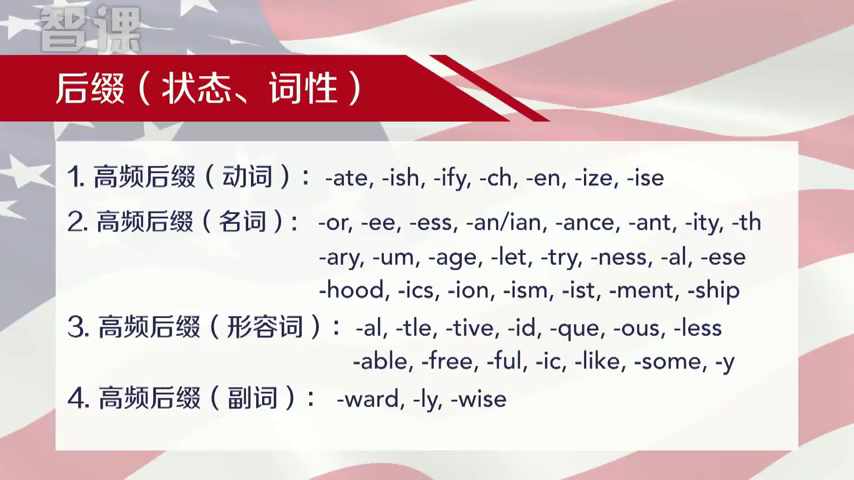 智课
后缀（状态、词性）
1. 高频后缀（动词）： -ate, -ish, -ify, -ch, -en, -ize, -ise
2. 高频后缀（名词）： -or, -ee, -ess, -an/ian, -ance, -ant, -ity, -th
-ary, -um, -age, -let, -try, -ness, -al, -ese
-hood, -ics, -ion, -ism, -ist, -ment, -ship
3. 高频后缀（形容词）： -al, -tle, -tive, -id, -que, -ous, -less
-able, -free, -ful, -ic, -like, -some, -y
4. 高频后缀（副词）： -ward, -ly, -wise